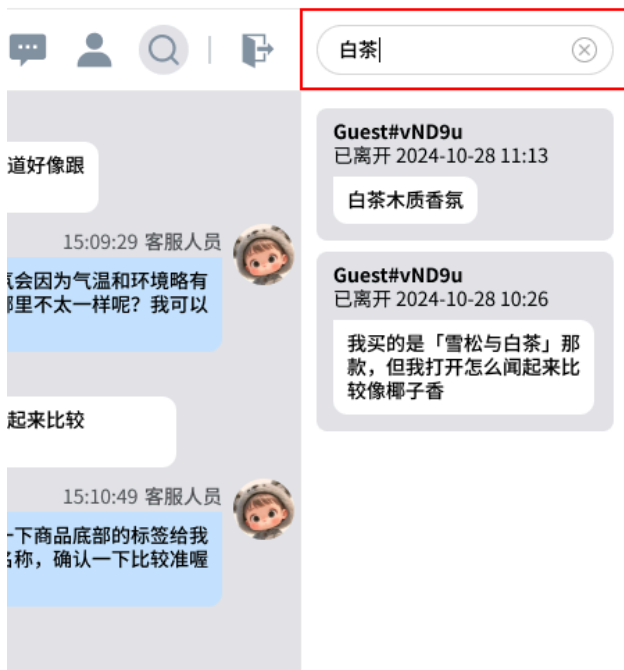 道好像跟
15:09:29 客服人员
会因为气温和环境略有
里不太一样呢？我可以
起来比较
15:10:49 客服人员
一下商品底部的标签给我
称，确认一下比较准喔
白茶
Guest#vND9u
已离开 2024-10-28 11:13
白茶木质香氛
Guest#vND9u
已离开 2024-10-28 10:26
我买的是「雪松与白茶」那
款，但我打开怎么闻起来比
较像椰子香